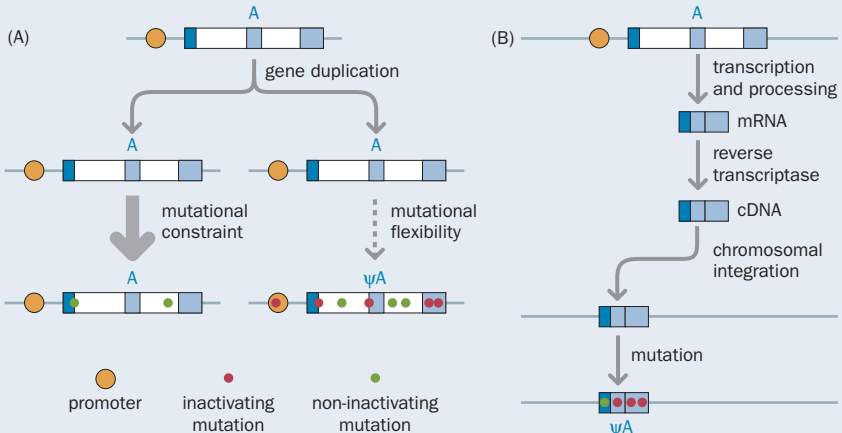 (A)
A
gene duplication
A
A
mutational
constraint
mutational
flexibility
A
ψA
promoter
inactivating
mutation
non-inactivating
mutation
(B)
A
transcription
and processing
mRNA
reverse
transcriptase
cDNA
chromosomal
integration
mutation
ψA